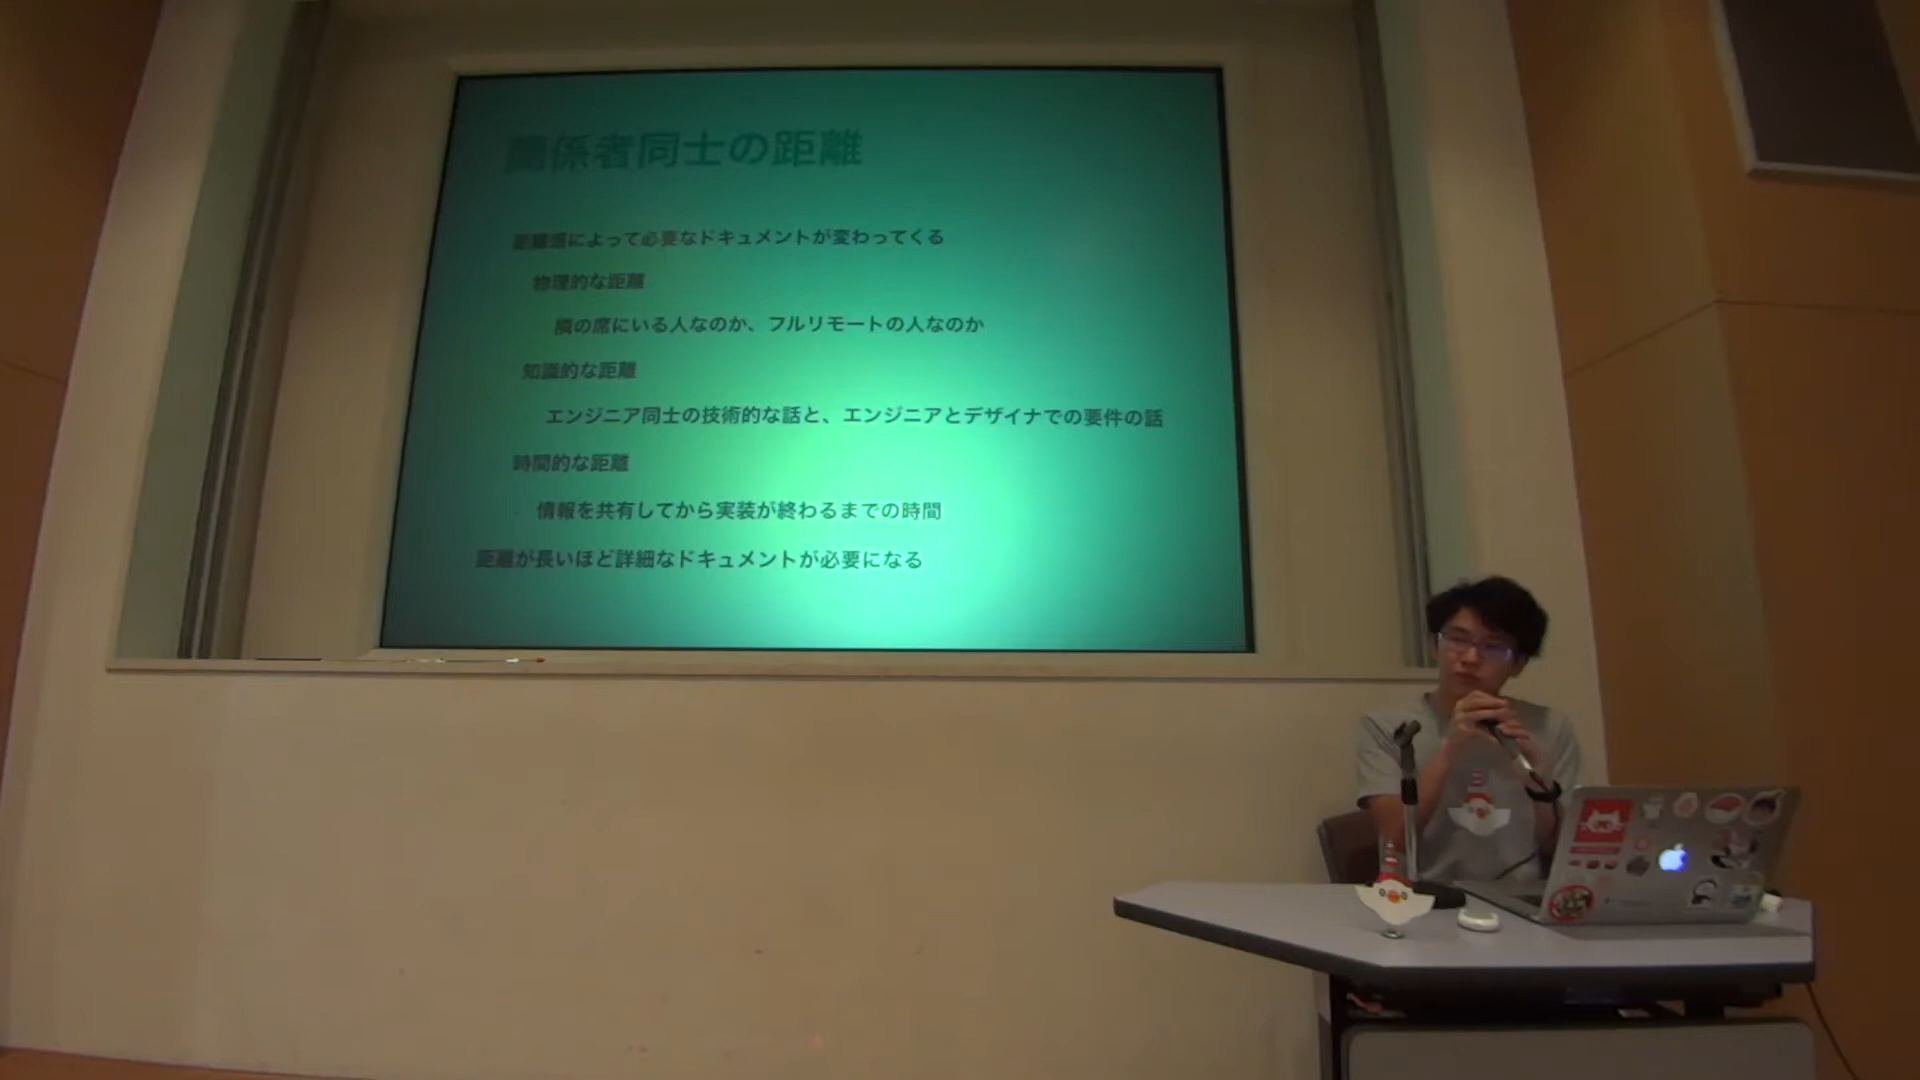 関係者同士の距離
距離感によって必要なドキュメントが変わってくる
物理的な距離
隣の席にいる人なのか、フルリモートの人なのか
知識的な距離
エンジニア同士の技術的な話と、エンジニアとデザイナでの要件の話
時間的な距離
情報を共有してから実装が終わるまでの時間
距離が長いほど詳細なドキュメントが必要になる